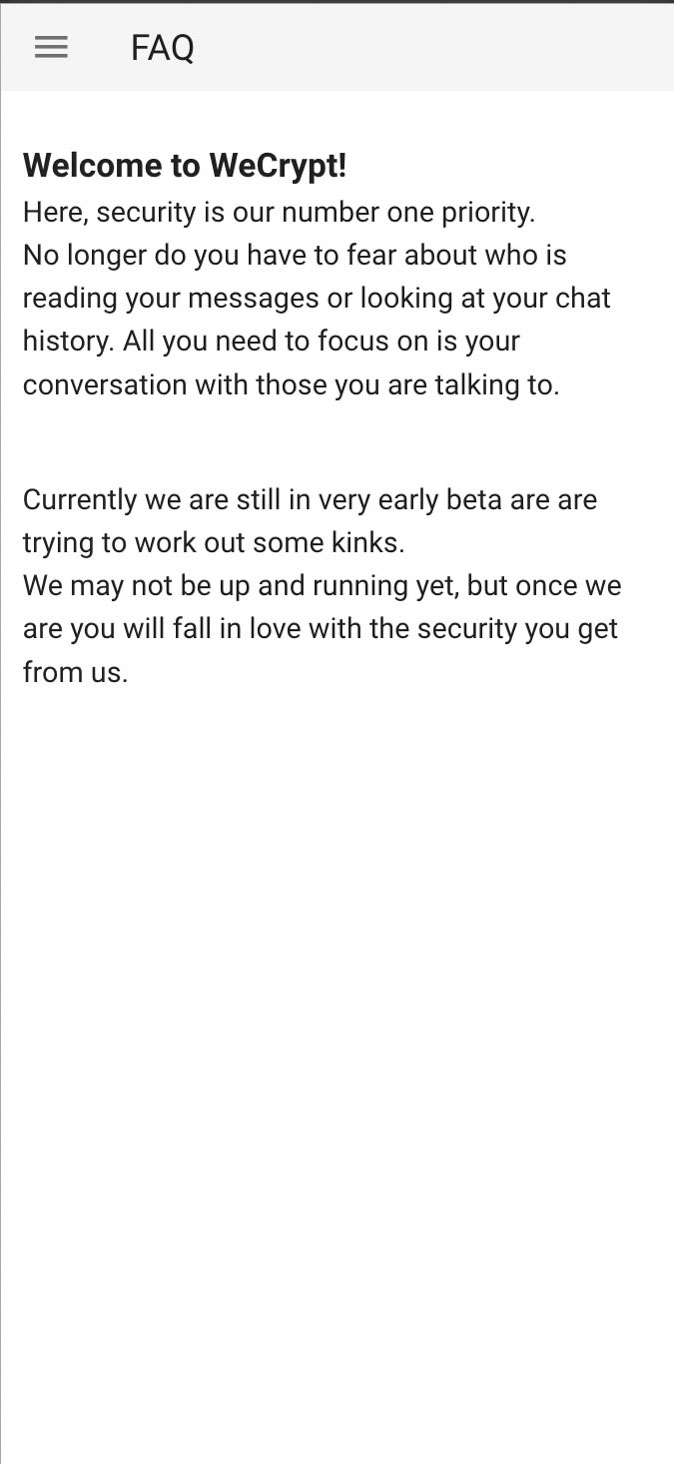 FAQ
Welcome to WeCrypt!
Here, security is our number one priority.
No longer do you have to fear about who is
reading your messages or looking at your chat
history. All you need to focus on is your
conversation with those you are talking to.
Currently we are still in very early beta are are
trying to work out some kinks.
We may not be up and running yet, but once we
are you will fall in love with the security you get
from us.